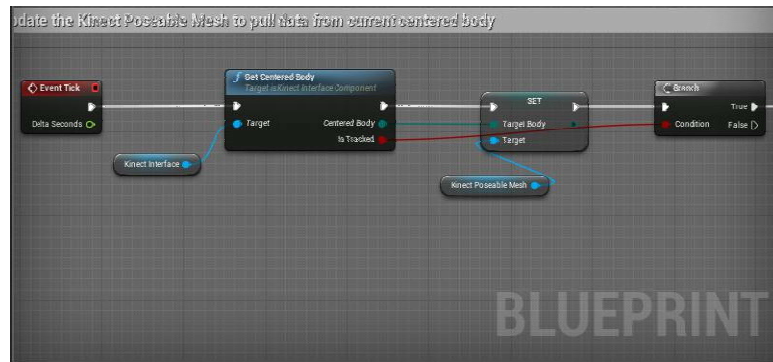 odate the Kinect Poseable Mesh to pull data from current centered body
Event Tick
Delta Seconds
Get Centered Body
Target is Kinect Interface Component
Target
Centered Body
Is Tracked
Kinect Interface
SET
Target Body
Target
Kinect Poseable Mesh
Branch
True
Condition
False
BLUEPRINT